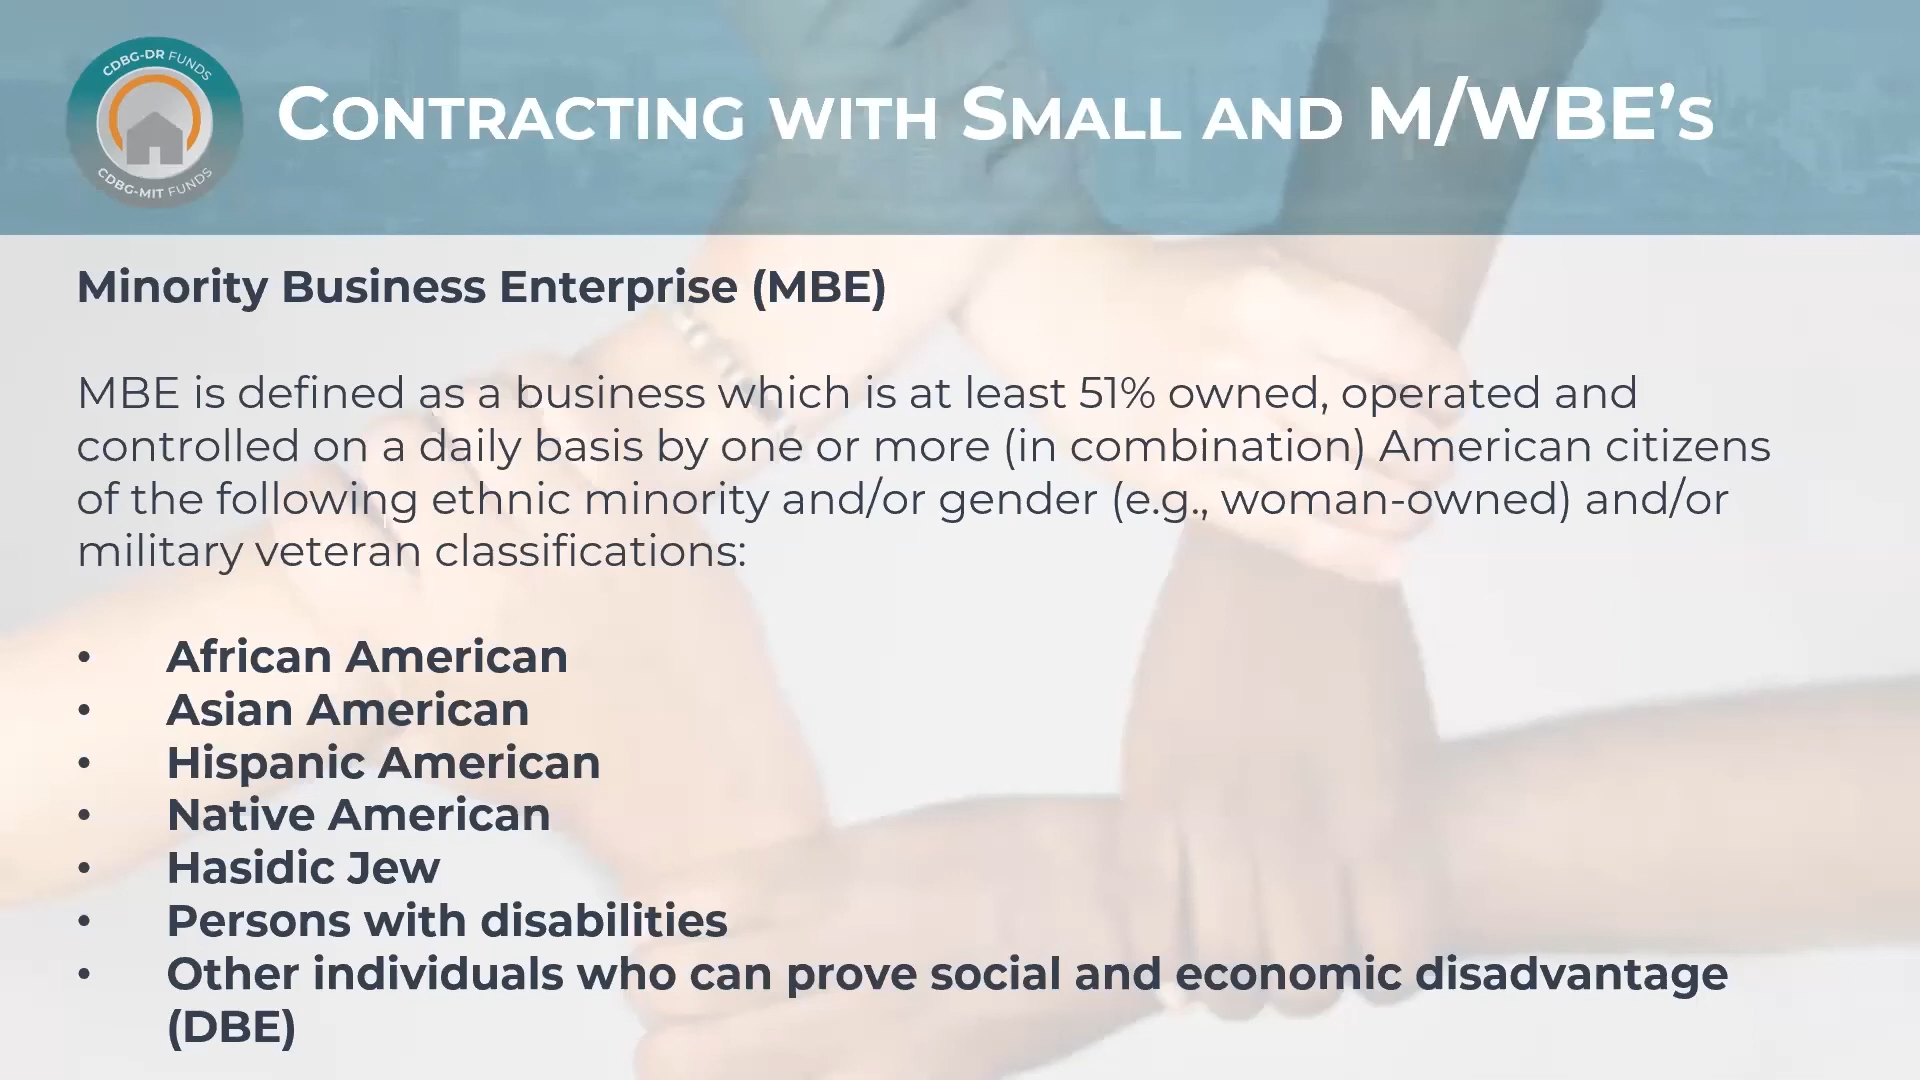 CDBG-DR FUNDS
CDBG-MIT FUNDS
CONTRACTING WITH SMALL AND M/WBE'S
Minority Business Enterprise (MBE)
MBE is defined as a business which is at least 51% owned, operated and
controlled on a daily basis by one or more (in combination) American citizens
of the following ethnic minority and/or gender (e.g., woman-owned) and/or
military veteran classifications:
• African American
• Asian American
• Hispanic American
• Native American
• Hasidic Jew
• Persons with disabilities
• Other individuals who can prove social and economic disadvantage
(DBE)